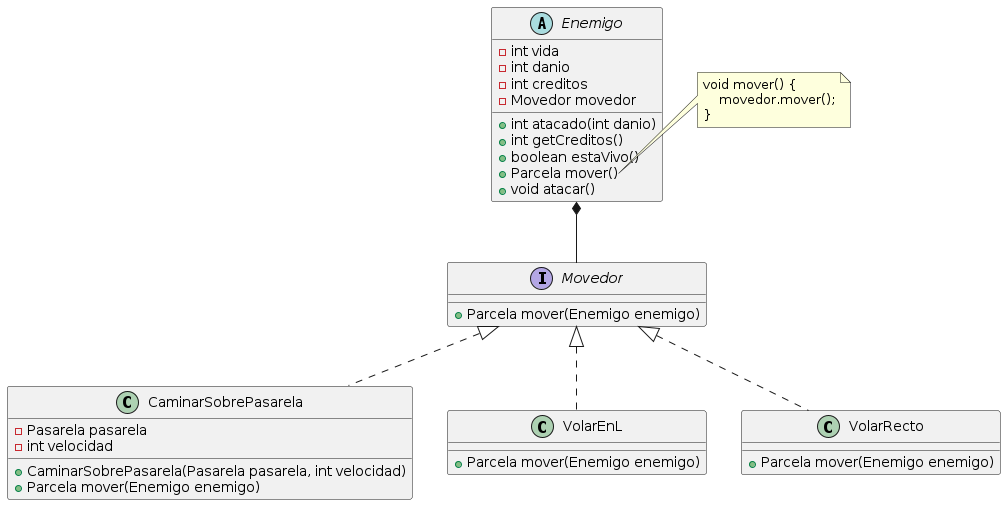 A Enemigo
int vida
int danio
int creditos
Movedor movedor
int atacado(int danio)
int getCreditos()
boolean estaVivo()
Parcela mover()
void atacar()
void mover() {
movedor.mover();
}
I Movedor
Parcela mover(Enemigo enemigo)
C CaminarSobrePasarela
Pasarela pasarela
int velocidad
CaminarSobrePasarela(Pasarela pasarela, int velocidad)
Parcela mover(Enemigo enemigo)
C VolarEnL
Parcela mover(Enemigo enemigo)
C VolarRecto
Parcela mover(Enemigo enemigo)